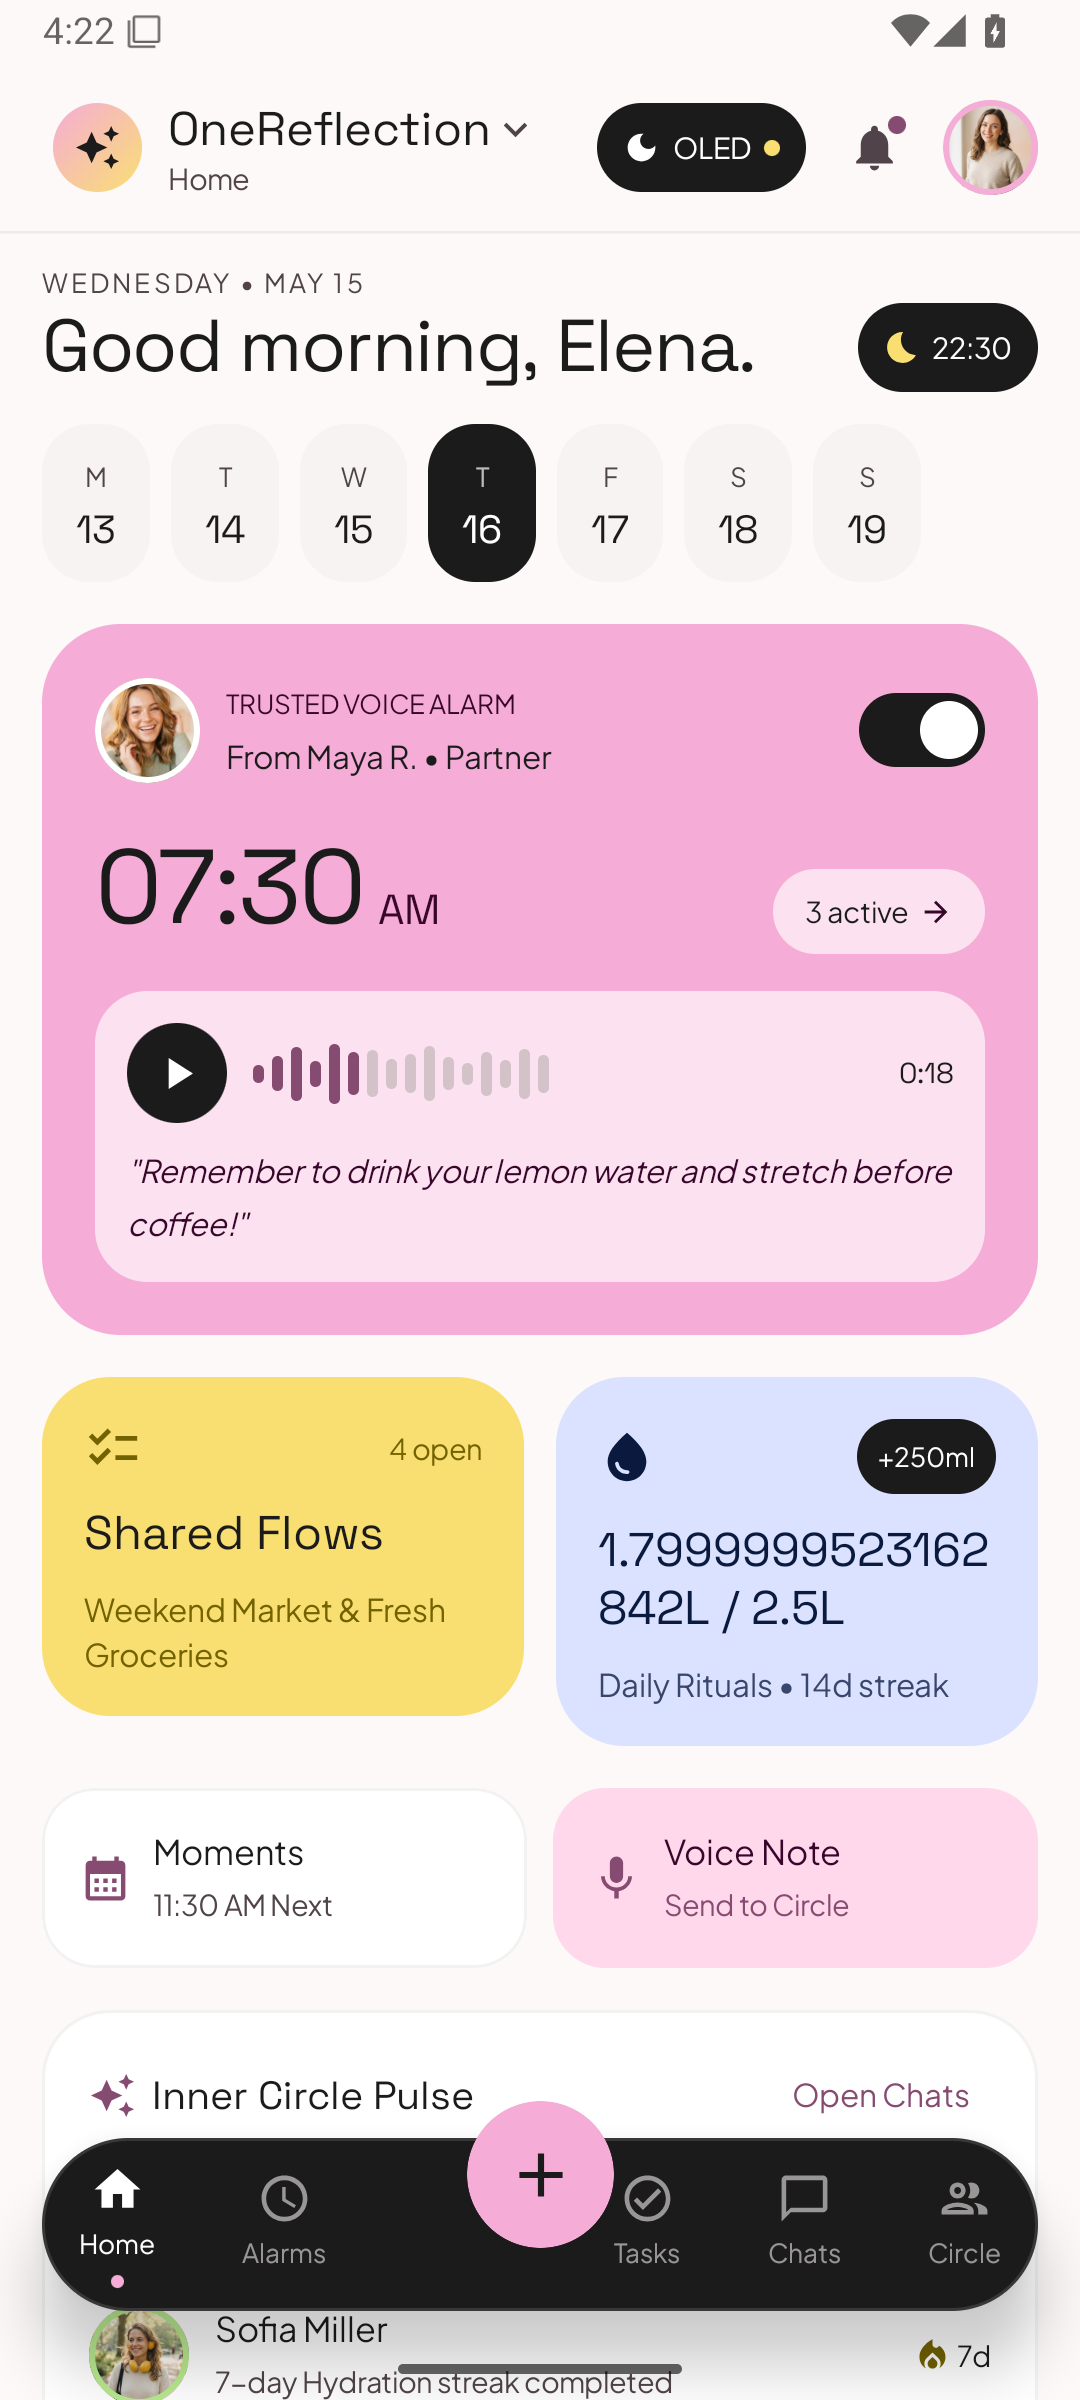 4:22
OneReflection
Home
OLED
WEDNESDAY • MAY 15
Good morning, Elena.
22:30
M T W T F S S
13 14 15 16 17 18 19
TRUSTED VOICE ALARM
From Maya R. • Partner
07:30 AM
3 active
0:18
"Remember to drink your lemon water and stretch before
coffee!"
4 open
Shared Flows
Weekend Market & Fresh
Groceries
+250ml
1.7999999523162
842L / 2.5L
Daily Rituals • 14d streak
Moments
11:30 AM Next
Voice Note
Send to Circle
Inner Circle Pulse
Open Chats
Home
Alarms
Tasks
Chats
Circle
Sofia Miller
7-day Hydration streak completed
7d